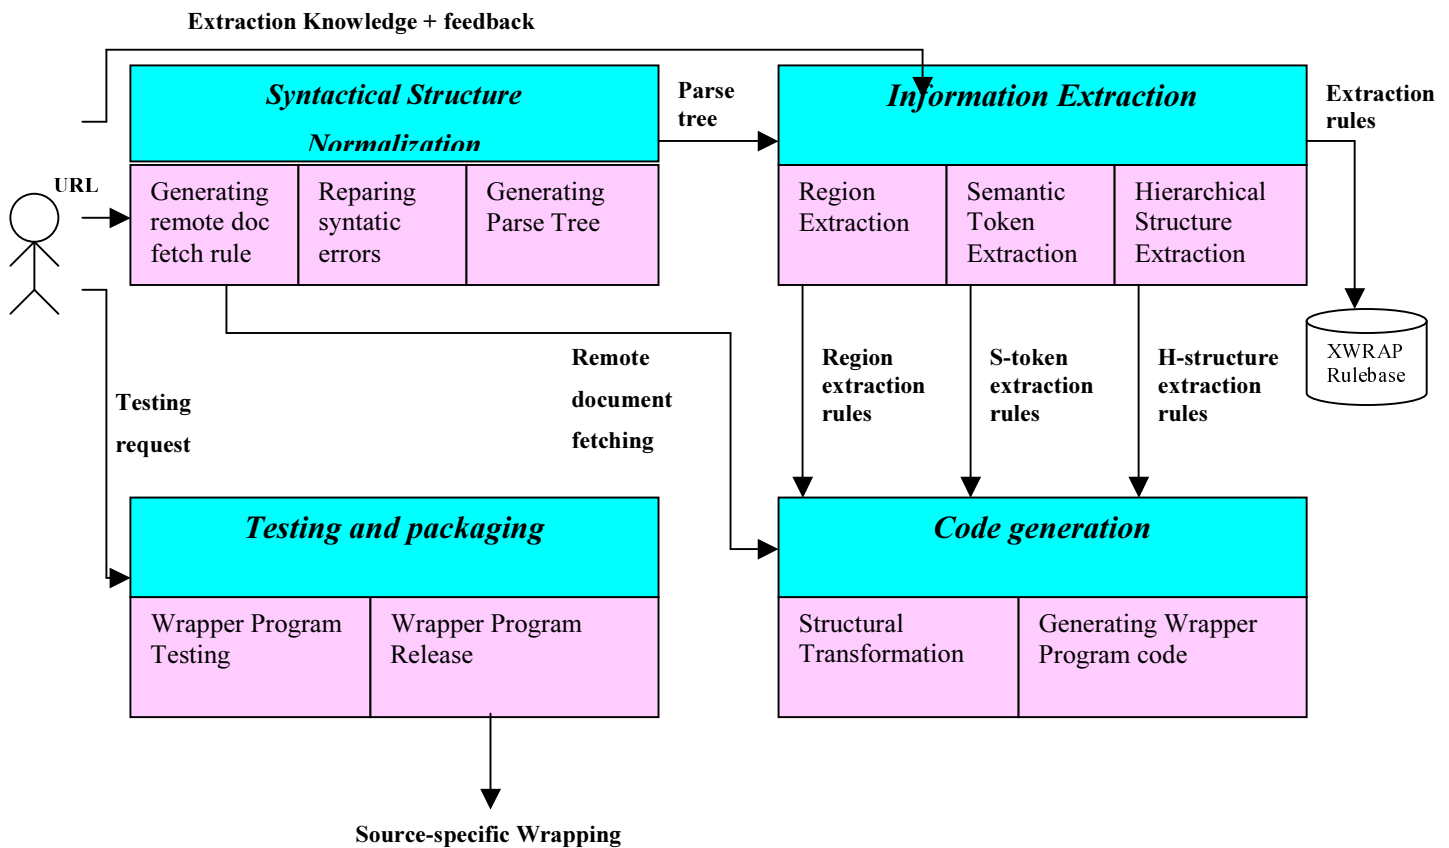 Extraction Knowledge + feedback
Syntactical Structure
Normalization
Parse
tree
Information Extraction
Extraction
rules
URL
Generating
remote doc
fetch rule
Reparing
syntatic
errors
Generating
Parse Tree
Region
Extraction
Semantic
Token
Extraction
Hierarchical
Structure
Extraction
Remote
document
fetching
Region
extraction
rules
S-token
extraction
rules
H-structure
extraction
rules
XWRAP
Rulebase
Testing
request
Testing and packaging
Code generation
Wrapper Program
Testing
Wrapper Program
Release
Structural
Transformation
Generating Wrapper
Program code
Source-specific Wrapping